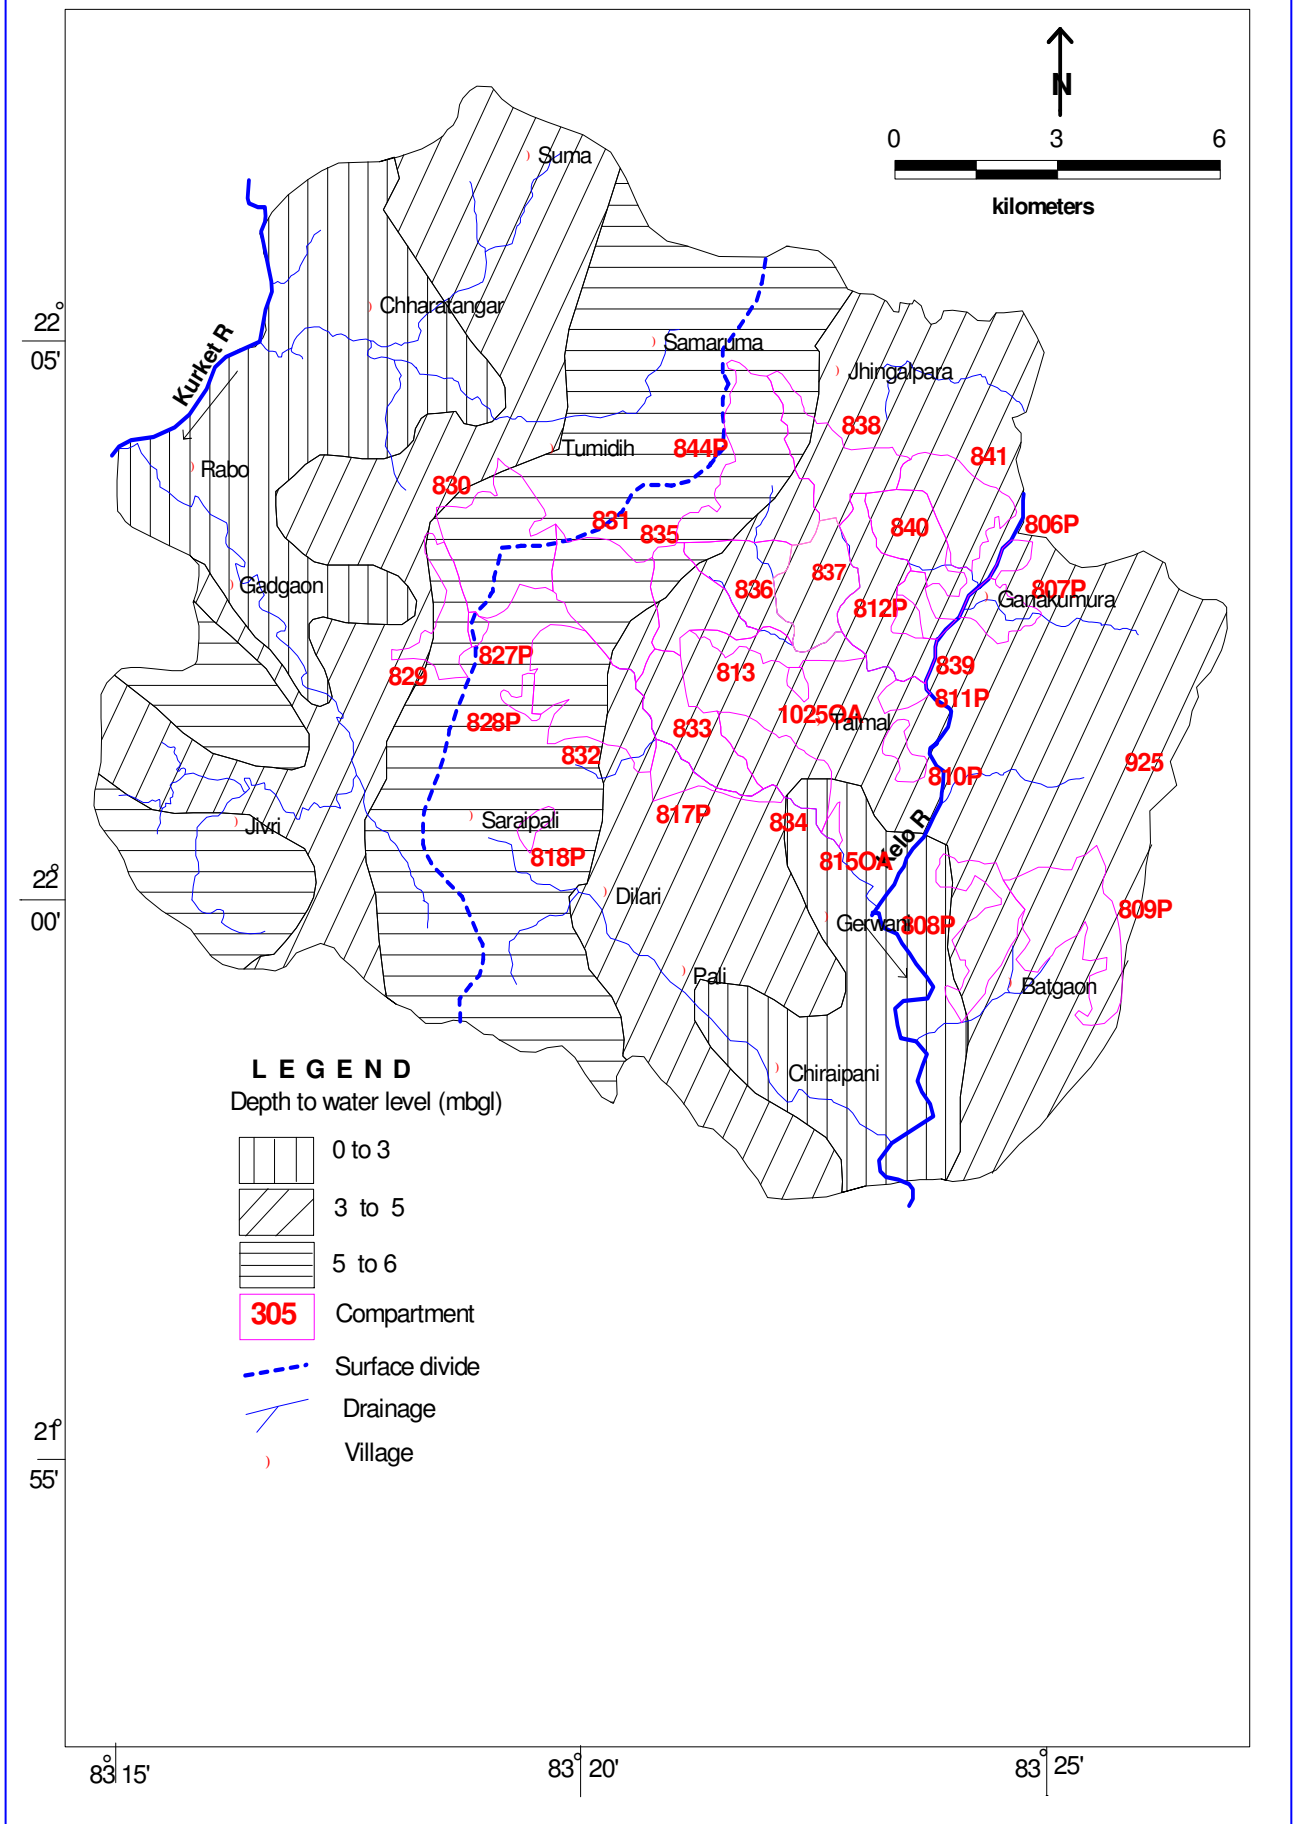 N
0 3 6
kilometers
Suma
Chharatangar
22°
05'
Kurket R
Samaruma
Jhingalpara
838
Tumidih
844P
841
Rabo
830
831
835
840
806P
Gadgaon
836
837
812P
807P
Ganakumura
827P
829
813
839
811P
828P
1025OA
Taimal
833
832
810P
925
Jivri
Saraipali
817P
834
Kelo R
818P
815OA
22°
00'
Dilari
Gerwani
808P
809P
Pali
Batgaon
Chiraipani
LEGEND
Depth to water level (mbgl)
0 to 3
3 to 5
5 to 6
305 Compartment
Surface divide
Drainage
Village
21°
55'
83° 15' 83° 20' 83° 25'